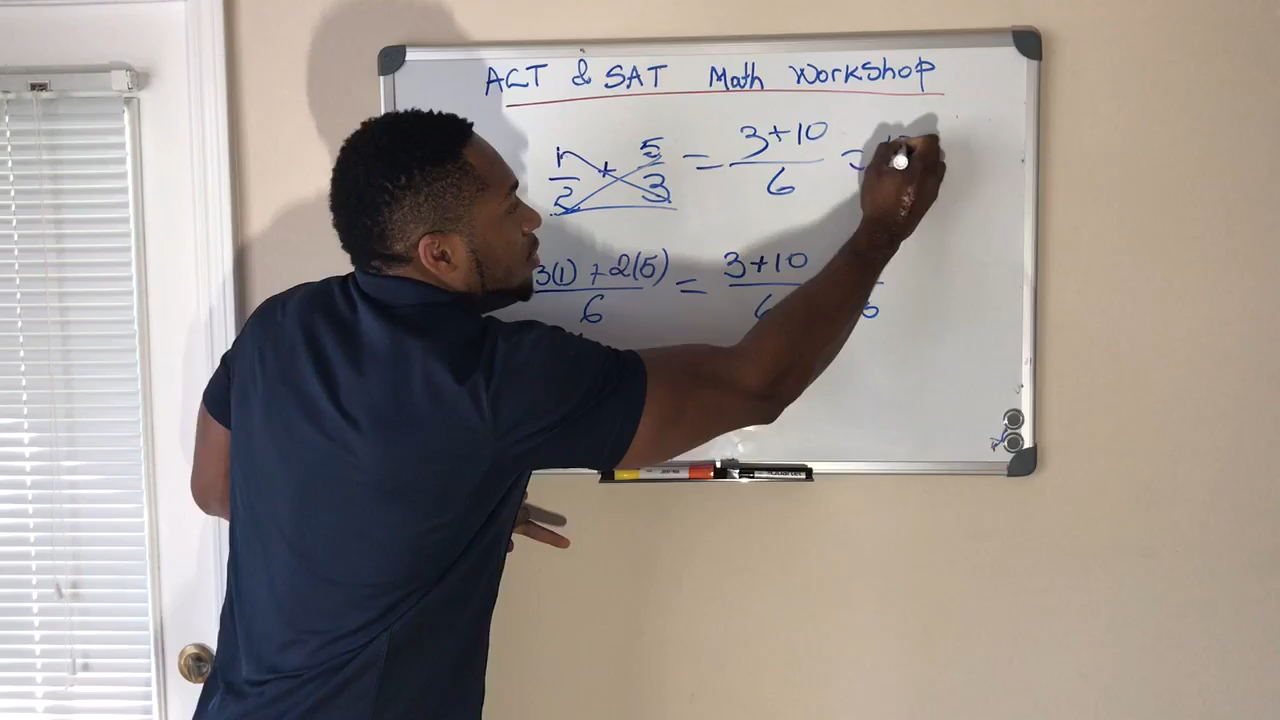 ACT & SAT Math Workshop
1/2 + 5/3 = 3+10/6 =
3(1) + 2(5)/6 = 3+10/6 /6